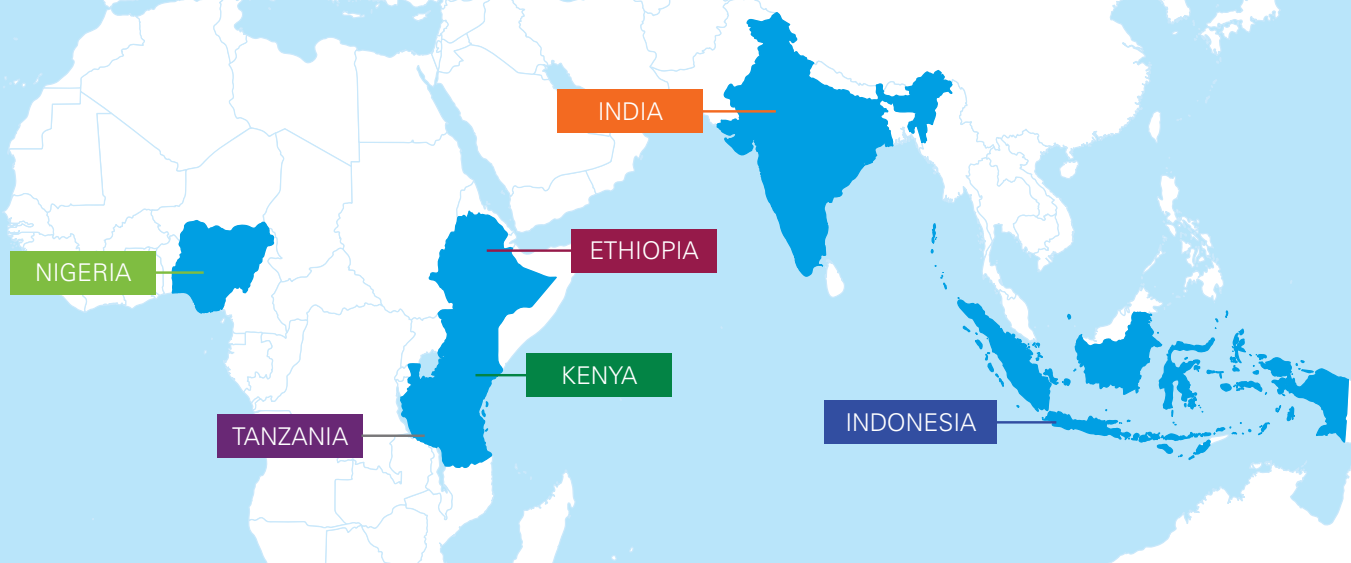 INDIA
ETHIOPIA
NIGERIA
KENYA
TANZANIA
INDONESIA